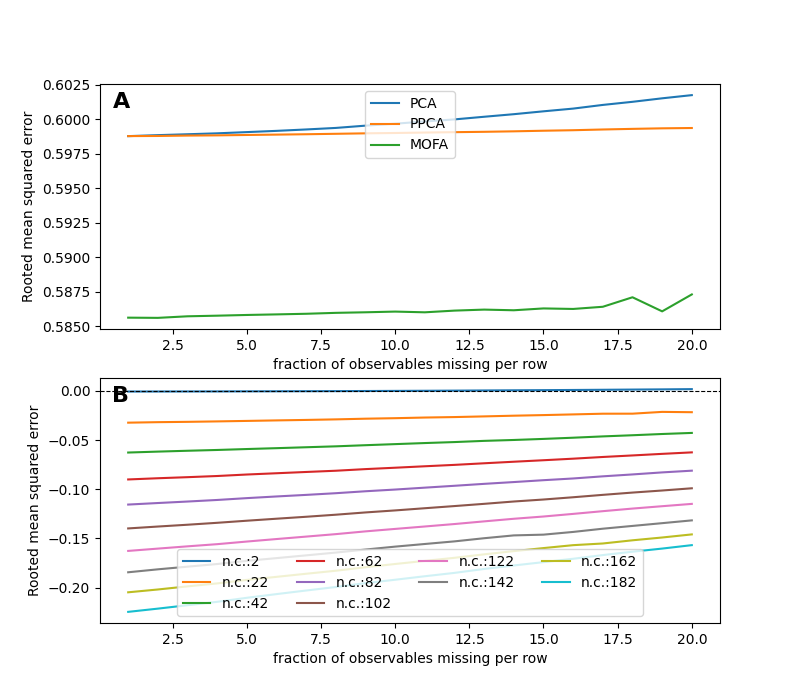 A
PCA
PPCA
MOFA
Rooted mean squared error
0.6025
0.6000
0.5975
0.5950
0.5925
0.5900
0.5875
0.5850
2.5 5.0 7.5 10.0 12.5 15.0 17.5 20.0
fraction of observables missing per row
B
Rooted mean squared error
0.00
−0.05
−0.10
−0.15
−0.20
n.c.:2 n.c.:62 n.c.:122 n.c.:162
n.c.:22 n.c.:82 n.c.:142 n.c.:182
n.c.:42 n.c.:102
2.5 5.0 7.5 10.0 12.5 15.0 17.5 20.0
fraction of observables missing per row